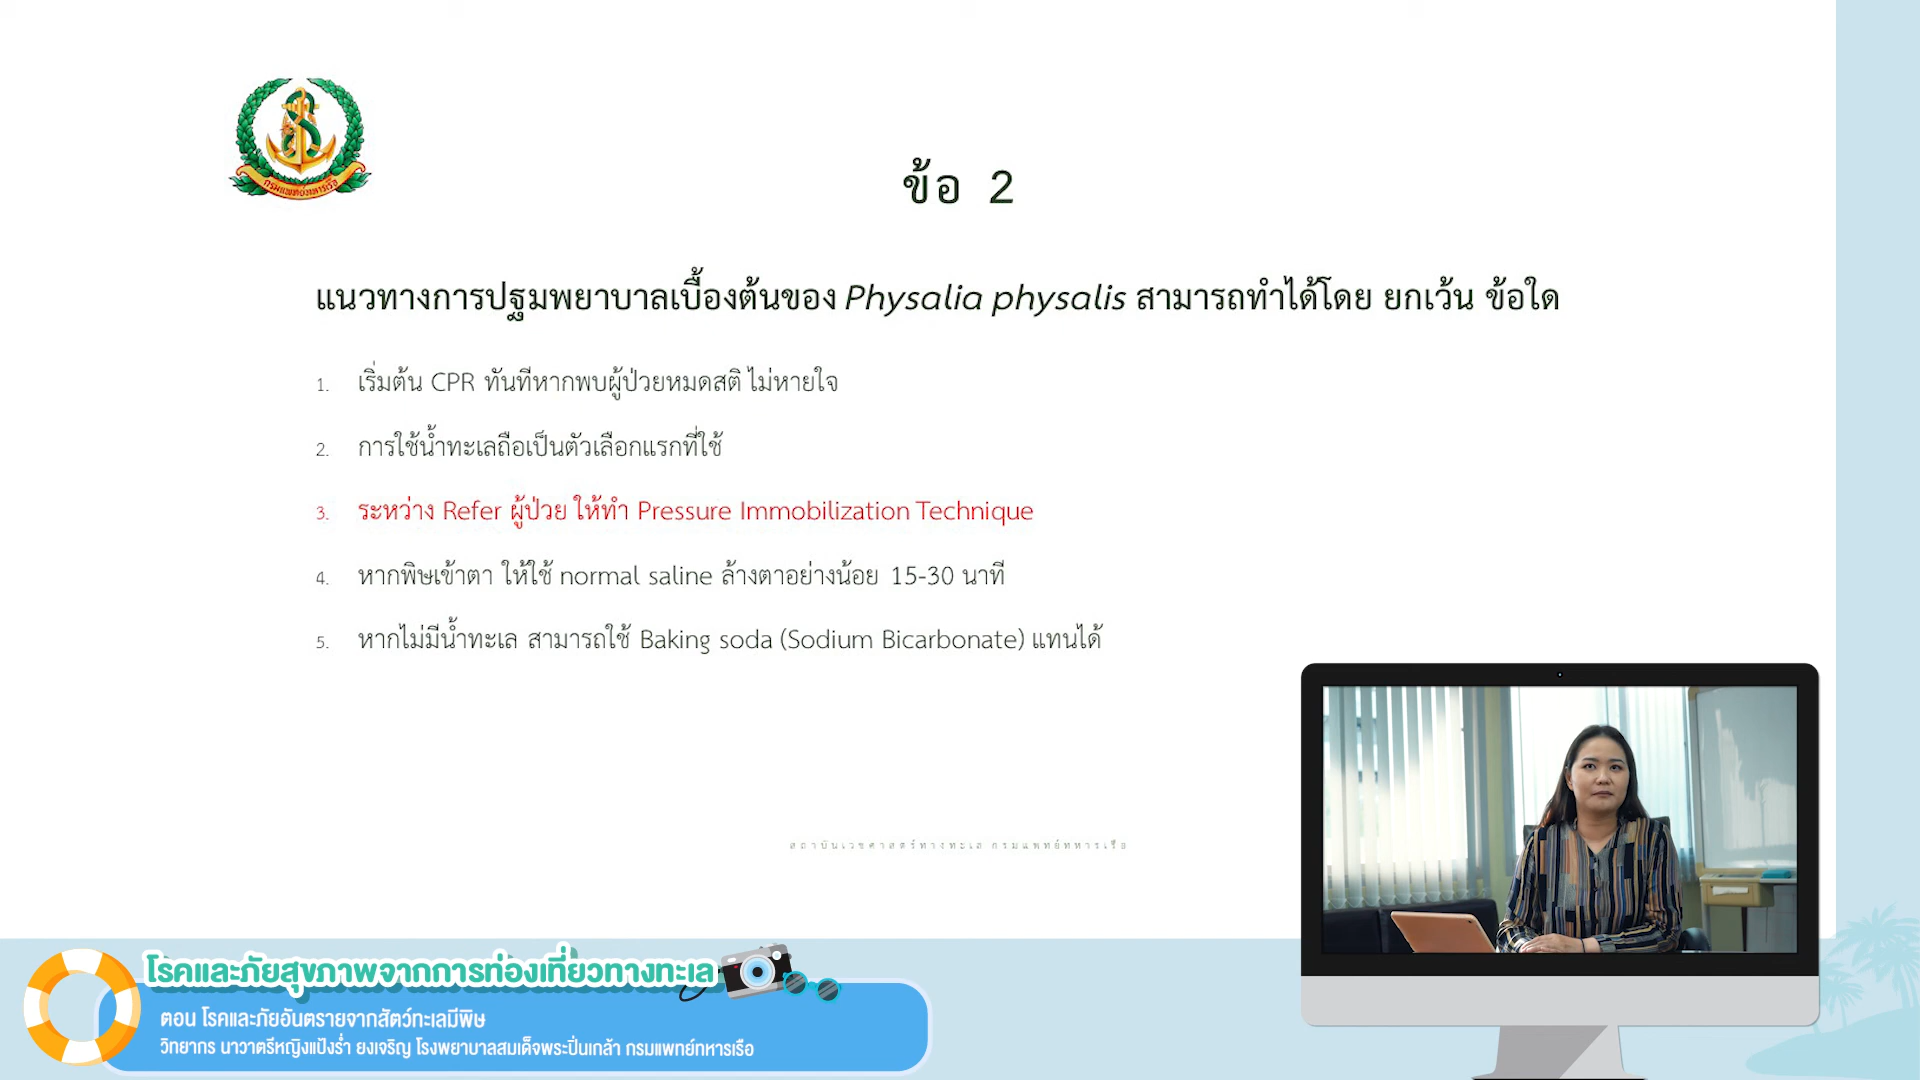 กรมแพทย์ทหารเรือ
ข้อ 2
แนวทางการปฐมพยาบาลเบื้องต้นของ Physalia physalis สามารถทำได้โดย ยกเว้น ข้อใด
1. เริ่มต้น CPR ทันทีหากพบผู้ป่วยหมดสติ ไม่หายใจ
2. การใช้น้ำทะเลถือเป็นตัวเลือกแรกที่ใช้
3. ระหว่าง Refer ผู้ป่วย ให้ทำ Pressure Immobilization Technique
4. หากพิษเข้าตา ให้ใช้ normal saline ล้างตาอย่างน้อย 15-30 นาที
5. หากไม่มีน้ำทะเล สามารถใช้ Baking soda (Sodium Bicarbonate) แทนได้
สถาบันเวชศาสตร์ทางทะเล กรมแพทย์ทหารเรือ
โรคและภัยสุขภาพจากการท่องเที่ยวทางทะเล
ตอน โรคและภัยอันตรายจากสัตว์ทะเลมีพิษ
วิทยากร นาวาตรีหญิงแป้งร่ำ ยงเจริญ โรงพยาบาลสมเด็จพระปิ่นเกล้า กรมแพทย์ทหารเรือ